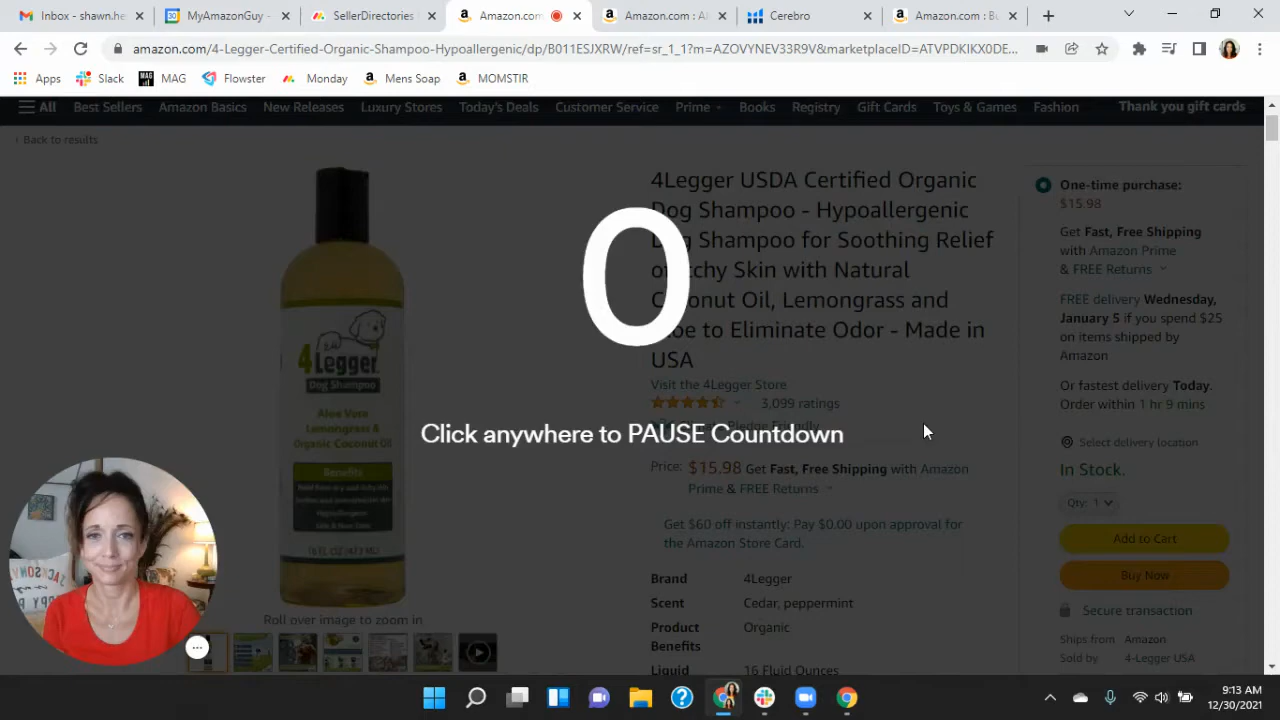 Inbox - shawn.he
MyAmazonGuy -
SellerDirectories
Amazon.com
Amazon.com : A
Cerebro
Amazon.com : B
amazon.com/4-Legger-Certified-Organic-Shampoo-Hypoallergenic/dp/B011ESJXRW/ref=sr_1_1?m=AZOVYNEV33R9V&marketplaceID=ATVPDKIKX0DE...
Apps
Slack
MAG
MAG
Flowster
Monday
Mens Soap
MOMSTIR
All
Best Sellers
Amazon Basics
New Releases
Luxury Stores
Today's Deals
Customer Service
Prime
Books
Registry
Gift Cards
Toys & Games
Fashion
Thank you gift cards
‹ Back to results
4Legger USDA Certified Organic
Dog Shampoo - Hypoallergenic
Dog Shampoo for Soothing Relief
of Itchy Skin with Natural
Coconut Oil, Lemongrass and
Aloe to Eliminate Odor - Made in
USA
0
Click anywhere to PAUSE Countdown
Visit the 4Legger Store
3,099 ratings
Pledge Friendly
Price: $15.98 Get Fast, Free Shipping with Amazon
Prime & FREE Returns
Get $60 off instantly: Pay $0.00 upon approval for
the Amazon Store Card.
Brand 4Legger
Scent Cedar, peppermint
Product Organic
Benefits
Liquid 16 Fluid Ounces
One-time purchase:
$15.98
Get Fast, Free Shipping
with Amazon Prime
& FREE Returns
FREE delivery Wednesday,
January 5 if you spend $25
on items shipped by
Amazon
Or fastest delivery Today.
Order within 1 hr 9 mins
Select delivery location
In Stock.
Qty: 1
Add to Cart
Buy Now
Secure transaction
Ships from Amazon
Sold by 4-Legger USA
4Legger
Dog Shampoo
Aloe Vera
Lemongrass &
Organic Coconut Oil
Benefits
Hypoallergenic
Roll over image to zoom in
9:13 AM
12/30/2021